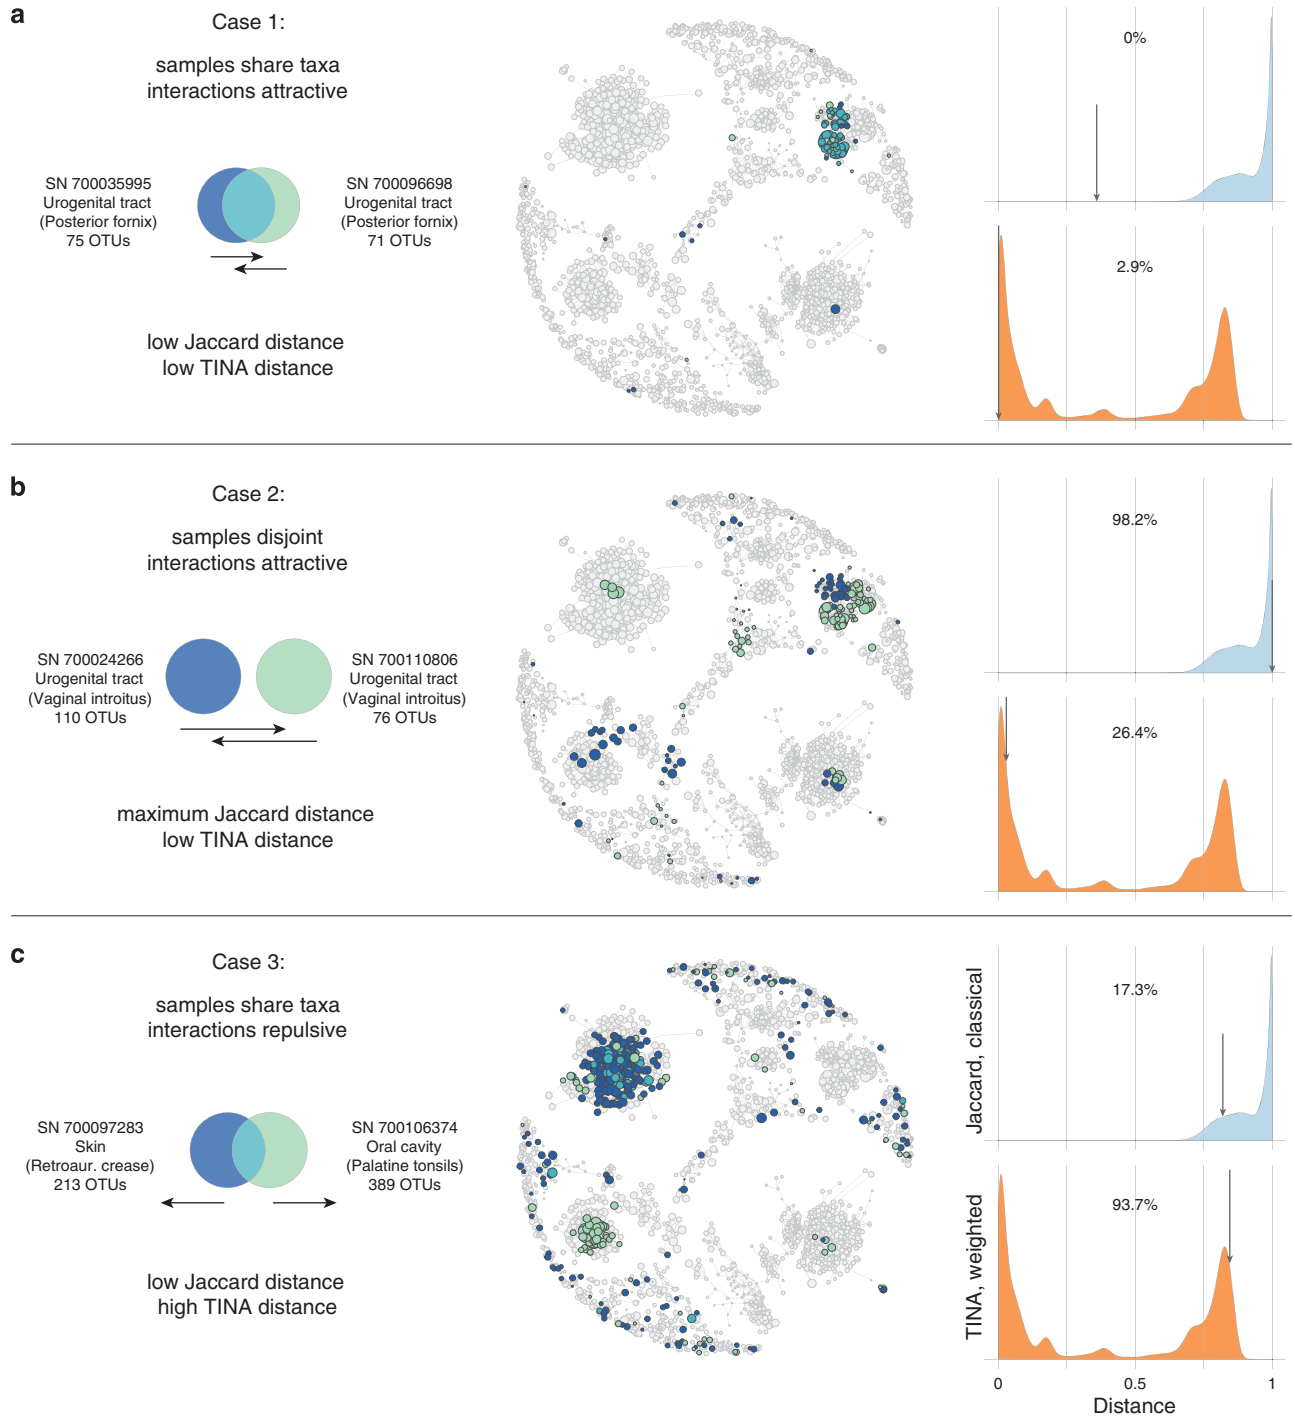 a
Case 1:
samples share taxa
interactions attractive
SN 700035995
Urogenital tract
(Posterior fornix)
75 OTUs
SN 700096698
Urogenital tract
(Posterior fornix)
71 OTUs
low Jaccard distance
low TINA distance
0%
2.9%
b
Case 2:
samples disjoint
interactions attractive
SN 700024266
Urogenital tract
(Vaginal introitus)
110 OTUs
SN 700110806
Urogenital tract
(Vaginal introitus)
76 OTUs
maximum Jaccard distance
low TINA distance
98.2%
26.4%
c
Case 3:
samples share taxa
interactions repulsive
SN 700097283
Skin
(Retroaur. crease)
213 OTUs
SN 700106374
Oral cavity
(Palatine tonsils)
389 OTUs
low Jaccard distance
high TINA distance
Jaccard, classical
17.3%
TINA, weighted
93.7%
0
0.5
1
Distance